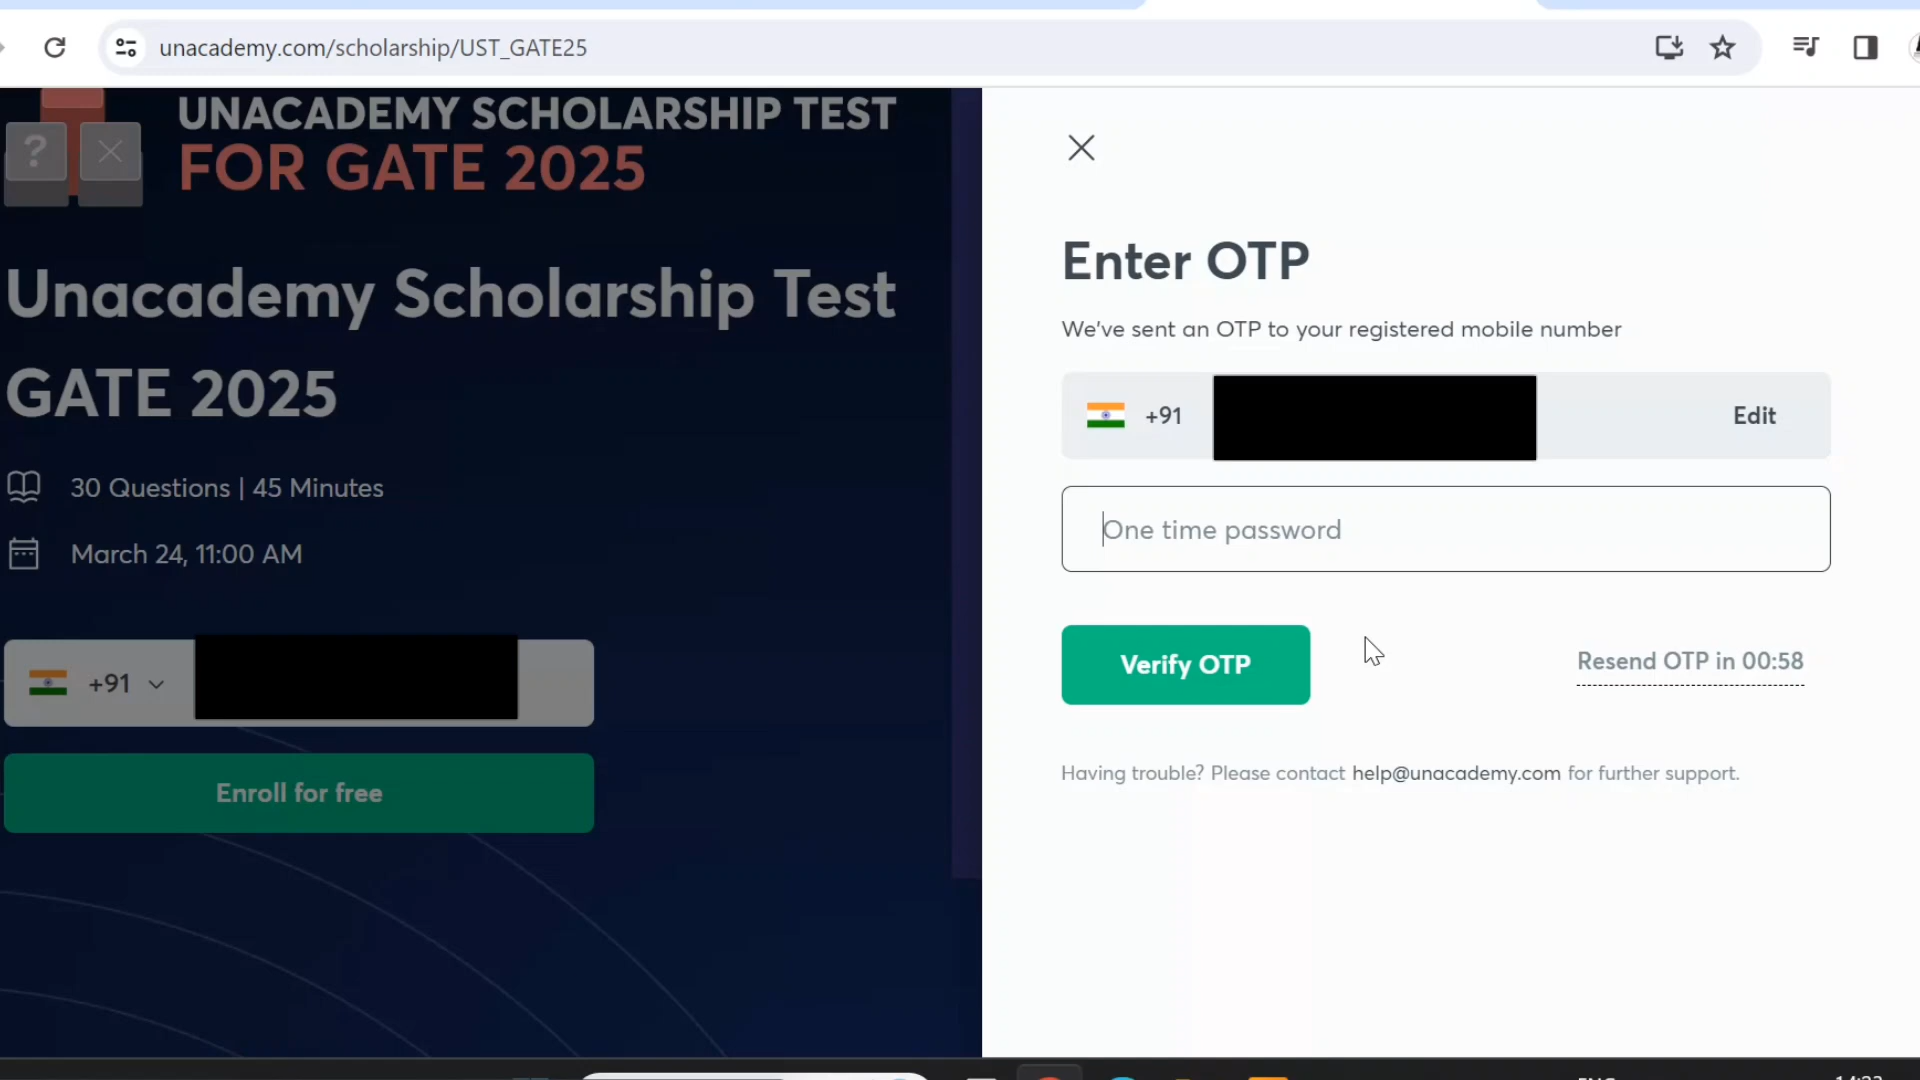 unacademy.com/scholarship/UST_GATE25
UNACADEMY SCHOLARSHIP TEST
FOR GATE 2025
?
Unacademy Scholarship Test
GATE 2025
30 Questions | 45 Minutes
March 24, 11:00 AM
+91
Enroll for free
Enter OTP
We've sent an OTP to your registered mobile number
+91
Edit
One time password
Verify OTP
Resend OTP in 00:58
Having trouble? Please contact help@unacademy.com for further support.